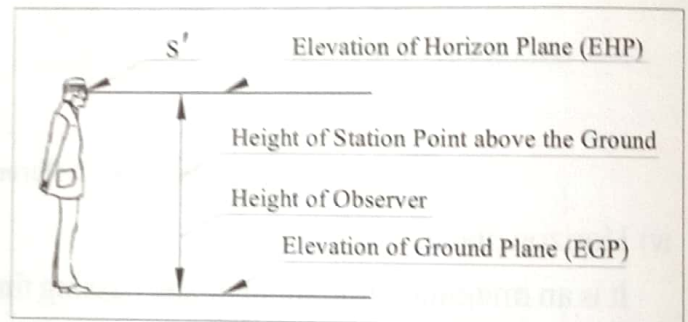 S' Elevation of Horizon Plane (EHP)
Height of Station Point above the Ground
Height of Observer
Elevation of Ground Plane (EGP)